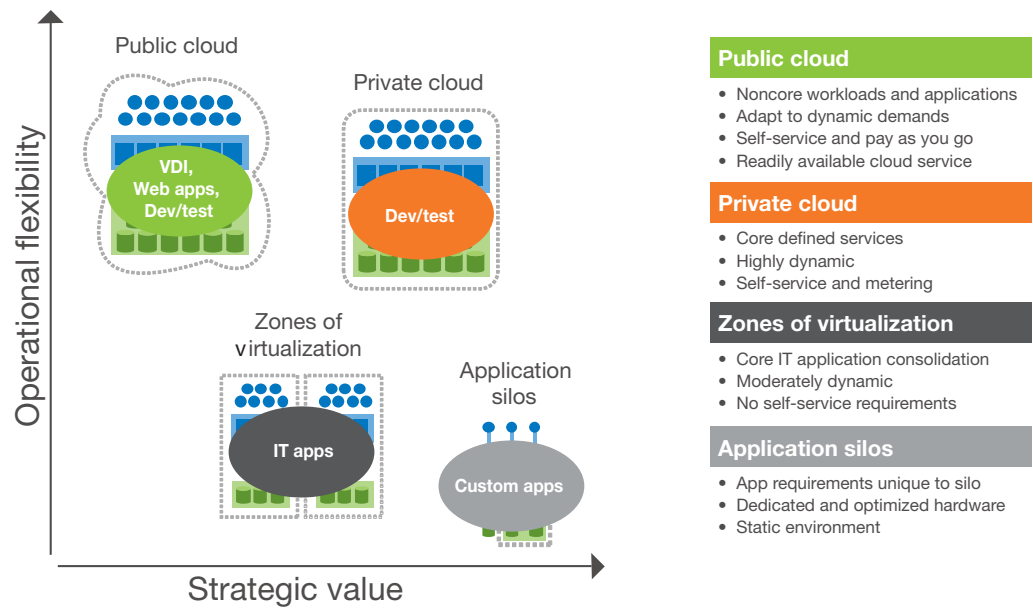 Operational flexibility
Strategic value
Public cloud
VDI,
Web apps,
Dev/test
Private cloud
Dev/test
Zones of
virtualization
IT apps
Application
silos
Custom apps
Public cloud
• Noncore workloads and applications
• Adapt to dynamic demands
• Self-service and pay as you go
• Readily available cloud service
Private cloud
• Core defined services
• Highly dynamic
• Self-service and metering
Zones of virtualization
• Core IT application consolidation
• Moderately dynamic
• No self-service requirements
Application silos
• App requirements unique to silo
• Dedicated and optimized hardware
• Static environment